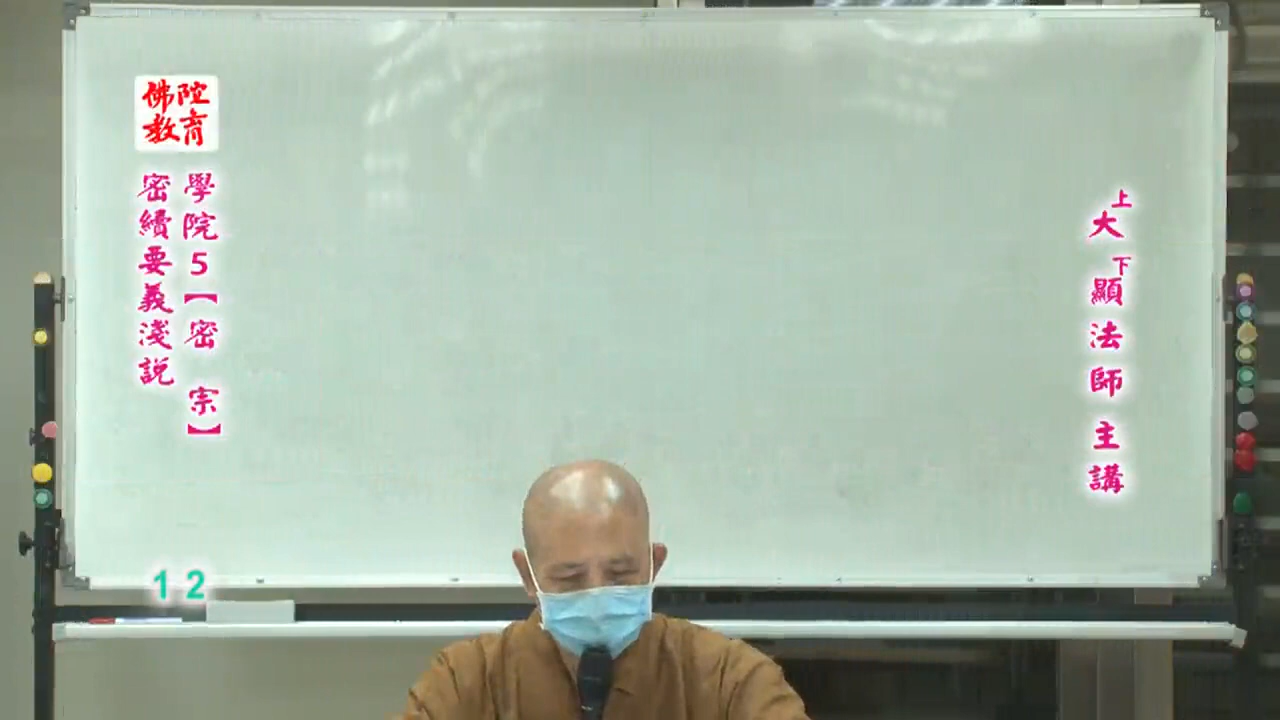 佛陀
教育
學院5【密 宗】
密續要義淺說
上大下顯法師主講
12